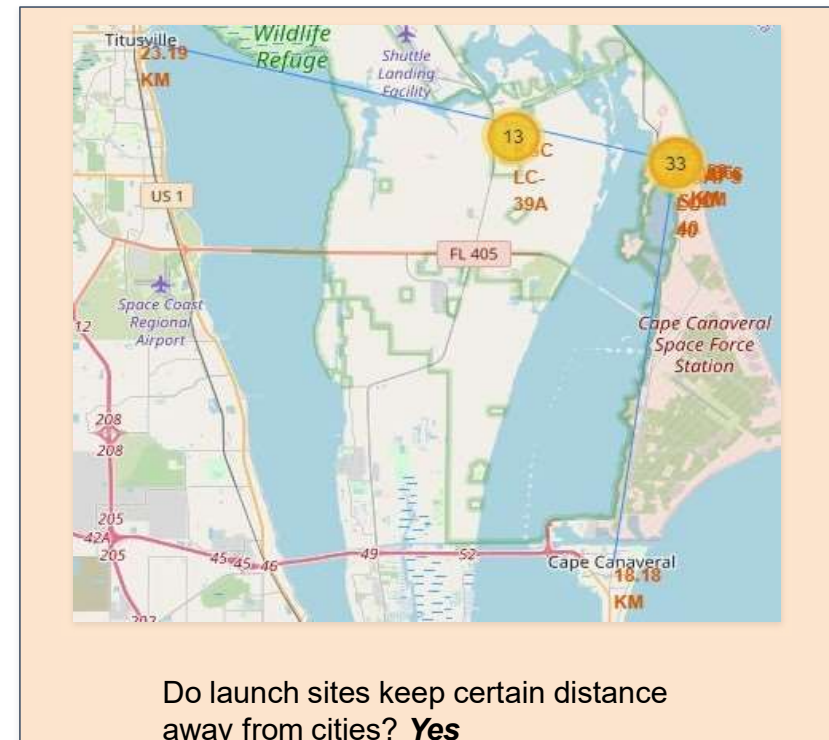 Titusville
23.19
KM
Wildlife
Refuge
Shuttle
Landing
Facility
13
LC-
39A
33
40
US 1
FL 405
Space Coast
Regional
Airport
12
Cape Canaveral
Space Force
Station
208
208
205
42A
205
45
45
46
49
52
Cape Canaveral
18.18
KM
202
Do launch sites keep certain distance
away from cities? Yes